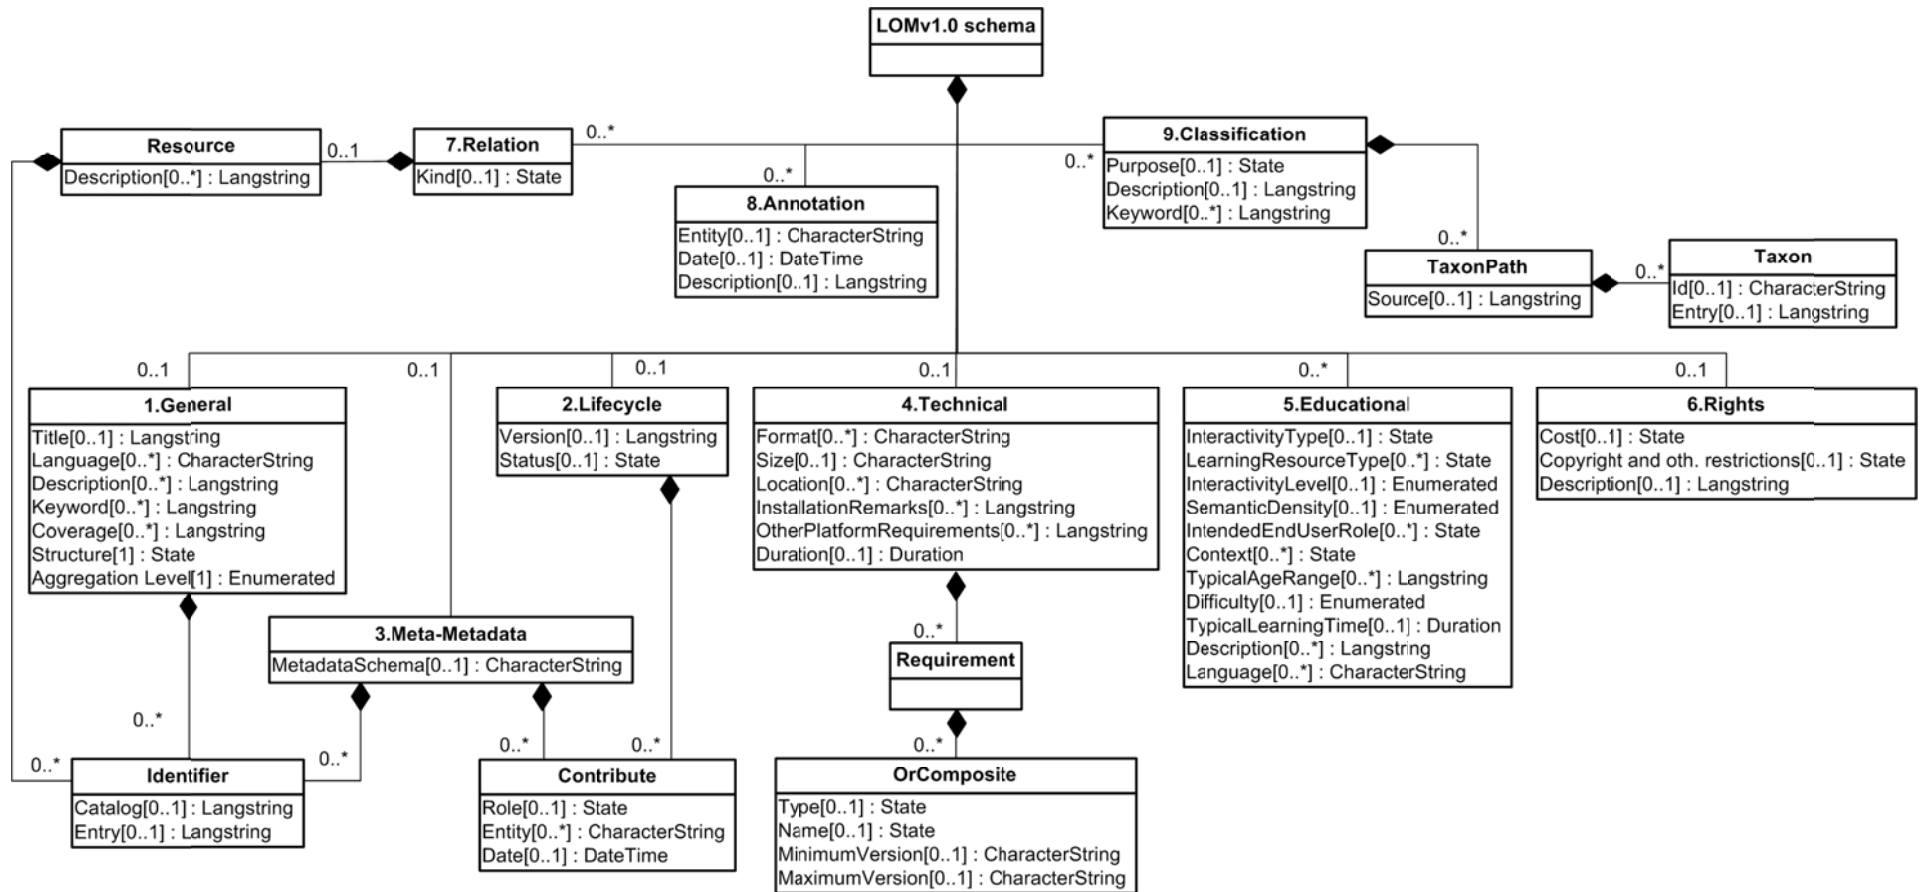 LOMv1.0 schema
Resource
Description[0..*] : Langstring
0..1
7.Relation
Kind[0..1] : State
0..*
0..*
8.Annotation
Entity[0..1] : CharacterString
Date[0..1] : DateTime
Description[0..1] : Langstring
0..*
9.Classification
Purpose[0..1] : State
Description[0..1] : Langstring
Keyword[0..*] : Langstring
0..*
TaxonPath
Source[0..1] : Langstring
0..*
Taxon
Id[0..1] : CharacterString
Entry[0..1] : Langstring
0..1
0..1
0..1
0..1
0..*
0..1
1.General
Title[0..1] : Langstring
Language[0..*] : CharacterString
Description[0..*] : Langstring
Keyword[0..*] : Langstring
Coverage[0..*] : Langstring
Structure[1] : State
Aggregation Level[1] : Enumerated
2.Lifecycle
Version[0..1] : Langstring
Status[0..1] : State
4.Technical
Format[0..*] : CharacterString
Size[0..1] : CharacterString
Location[0..*] : CharacterString
InstallationRemarks[0..*] : Langstring
OtherPlatformRequirements[0..*] : Langstring
Duration[0..1] : Duration
5.Educational
InteractivityType[0..1] : State
LearningResourceType[0..*] : State
InteractivityLevel[0..1] : Enumerated
SemanticDensity[0..1] : Enumerated
IntendedEndUserRole[0..*] : State
Context[0..*] : State
TypicalAgeRange[0..*] : Langstring
Difficulty[0..1] : Enumerated
TypicalLearningTime[0..1] : Duration
Description[0..*] : Langstring
Language[0..*] : CharacterString
6.Rights
Cost[0..1] : State
Copyright and oth. restrictions[0..1] : State
Description[0..1] : Langstring
3.Meta-Metadata
MetadataSchema[0..1] : CharacterString
0..*
Requirement
0..*
0..*
0..*
0..*
0..*
0..*
Identifier
Catalog[0..1] : Langstring
Entry[0..1] : Langstring
Contribute
Role[0..1] : State
Entity[0..*] : CharacterString
Date[0..1] : DateTime
OrComposite
Type[0..1] : State
Name[0..1] : State
MinimumVersion[0..1] : CharacterString
MaximumVersion[0..1] : CharacterString